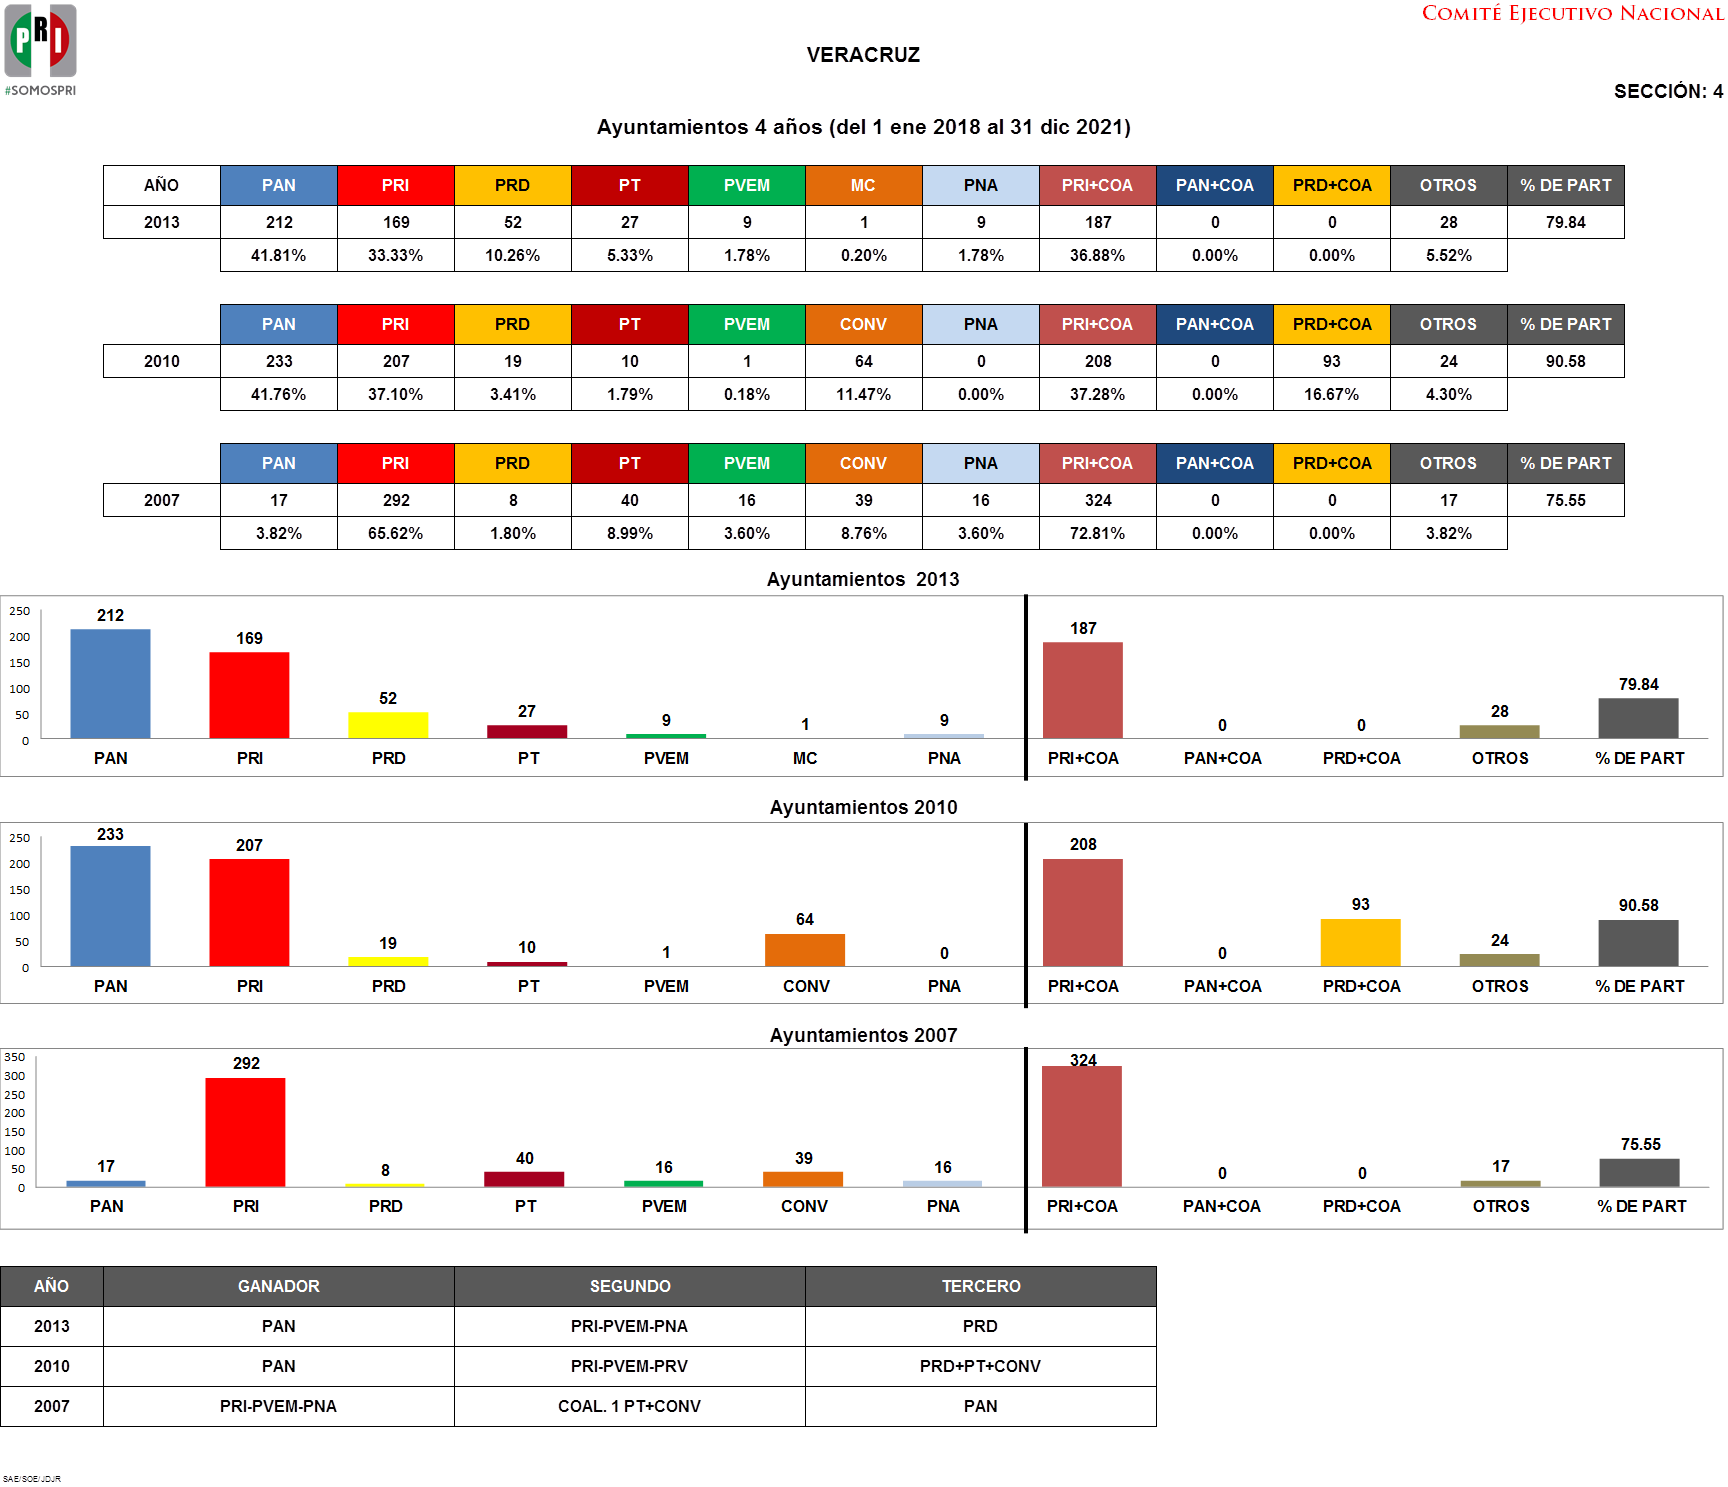 COMITÉ EJECUTIVO NACIONAL
PRI
#SOMOSPRI
VERACRUZ
SECCIÓN: 4
Ayuntamientos 4 años (del 1 ene 2018 al 31 dic 2021)
AÑO PAN PRI PRD PT PVEM MC PNA PRI+COA PAN+COA PRD+COA OTROS % DE PART
2013 212 169 52 27 9 1 9 187 0 0 28 79.84
41.81% 33.33% 10.26% 5.33% 1.78% 0.20% 1.78% 36.88% 0.00% 0.00% 5.52%
PAN PRI PRD PT PVEM CONV PNA PRI+COA PAN+COA PRD+COA OTROS % DE PART
2010 233 207 19 10 1 64 0 208 0 93 24 90.58
41.76% 37.10% 3.41% 1.79% 0.18% 11.47% 0.00% 37.28% 0.00% 16.67% 4.30%
PAN PRI PRD PT PVEM CONV PNA PRI+COA PAN+COA PRD+COA OTROS % DE PART
2007 17 292 8 40 16 39 16 324 0 0 17 75.55
3.82% 65.62% 1.80% 8.99% 3.60% 8.76% 3.60% 72.81% 0.00% 0.00% 3.82%
Ayuntamientos 2013
250
200
150
100
50
0
212 169 52 27 9 1 9 187 0 0 28 79.84
PAN PRI PRD PT PVEM MC PNA PRI+COA PAN+COA PRD+COA OTROS % DE PART
Ayuntamientos 2010
250
200
150
100
50
0
233 207 19 10 1 64 0 208 0 93 24 90.58
PAN PRI PRD PT PVEM CONV PNA PRI+COA PAN+COA PRD+COA OTROS % DE PART
Ayuntamientos 2007
350
300
250
200
150
100
50
0
17 292 8 40 16 39 16 324 0 0 17 75.55
PAN PRI PRD PT PVEM CONV PNA PRI+COA PAN+COA PRD+COA OTROS % DE PART
AÑO GANADOR SEGUNDO TERCERO
2013 PAN PRI-PVEM-PNA PRD
2010 PAN PRI-PVEM-PRV PRD+PT+CONV
2007 PRI-PVEM-PNA COAL. 1 PT+CONV PAN
SAE/SOE/JDJR